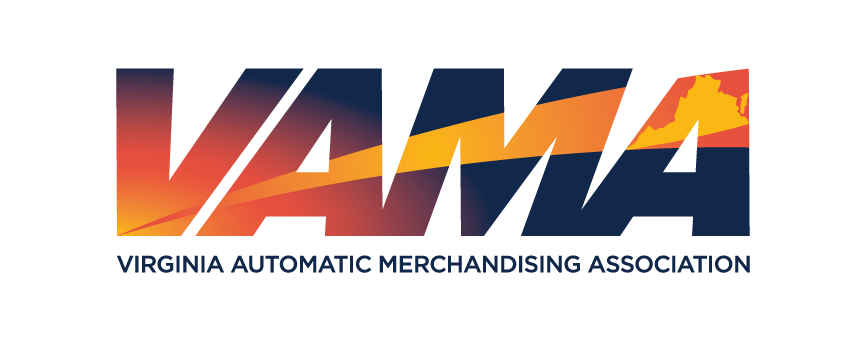 VAMA
VIRGINIA AUTOMATIC MERCHANDISING ASSOCIATION